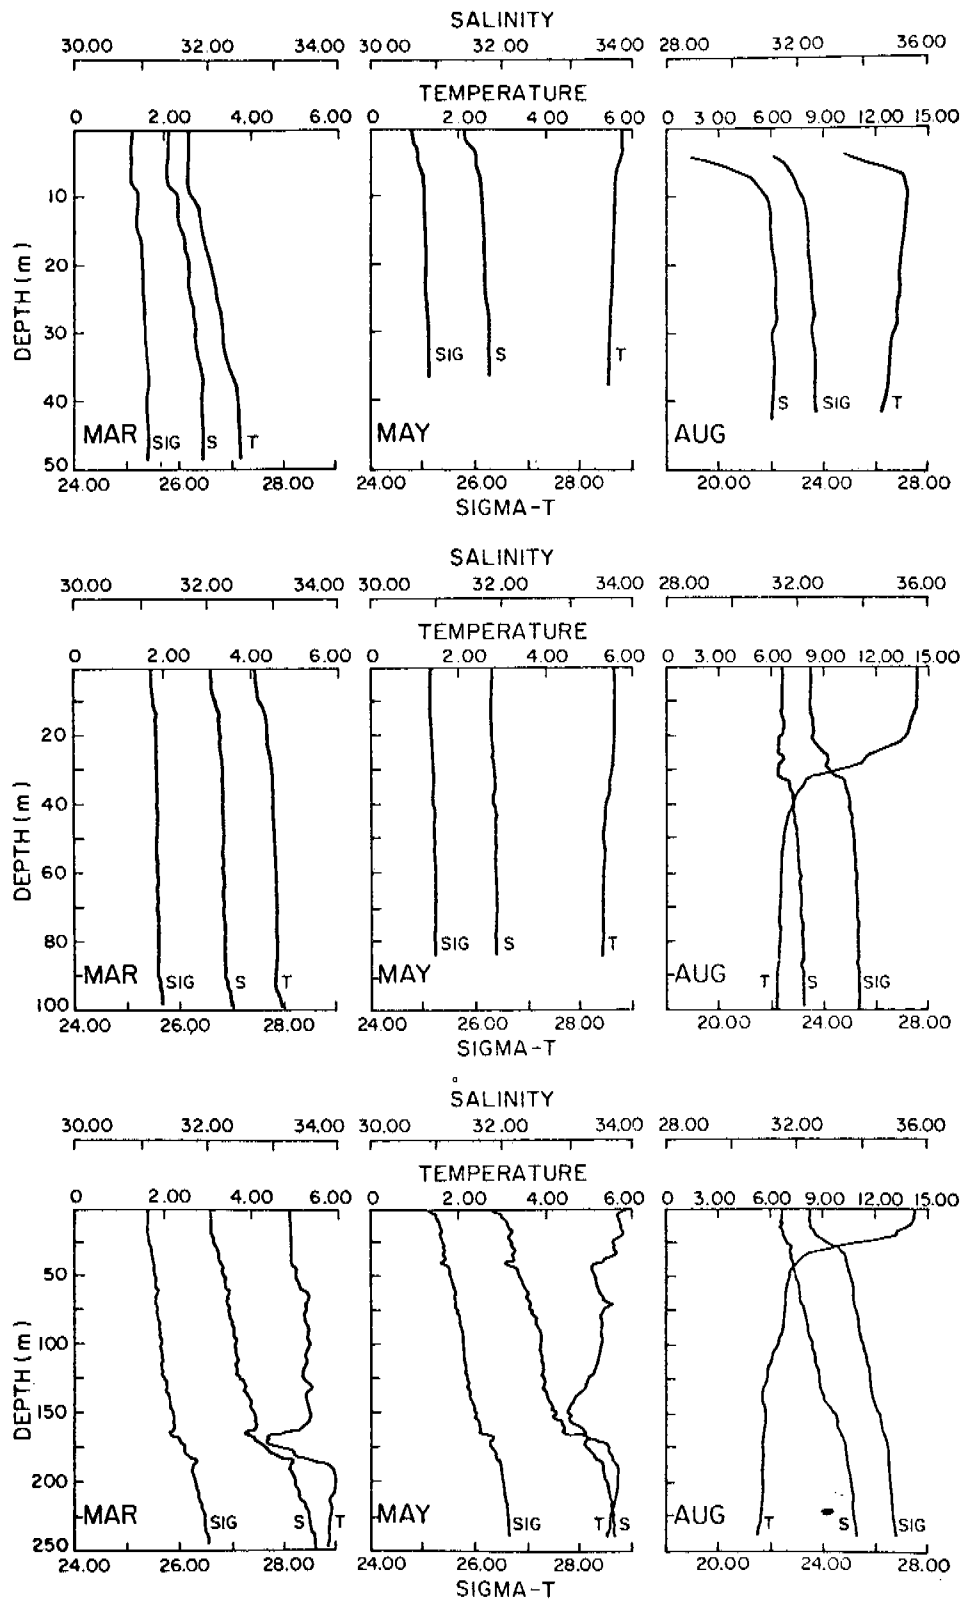 SALINITY
30.00 32.00 34.00 30.00 32.00 34.00 28.00 32.00 36.00
TEMPERATURE
0 2.00 4.00 6.00 0 2.00 4.00 6.00 0 3.00 6.00 9.00 12.00 15.00
DEPTH (m)
10
20
30
40
50
SIG S T
SIG S T
S SIG T
MAR MAY AUG
24.00 26.00 28.00 24.00 26.00 28.00 20.00 24.00 28.00
SIGMA-T
SALINITY
30.00 32.00 34.00 30.00 32.00 34.00 28.00 32.00 36.00
TEMPERATURE
0 2.00 4.00 6.00 0 2.00 4.00 6.00 0 3.00 6.00 9.00 12.00 15.00
DEPTH (m)
20
40
60
80
100
SIG S T
SIG S T
T S SIG
MAR MAY AUG
24.00 26.00 28.00 24.00 26.00 28.00 20.00 24.00 28.00
SIGMA-T
SALINITY
30.00 32.00 34.00 30.00 32.00 34.00 28.00 32.00 36.00
TEMPERATURE
0 2.00 4.00 6.00 0 2.00 4.00 6.00 0 3.00 6.00 9.00 12.00 15.00
DEPTH (m)
50
100
150
200
250
SIG S T
SIG T S
T S SIG
MAR MAY AUG
24.00 26.00 28.00 24.00 26.00 28.00 20.00 24.00 28.00
SIGMA-T